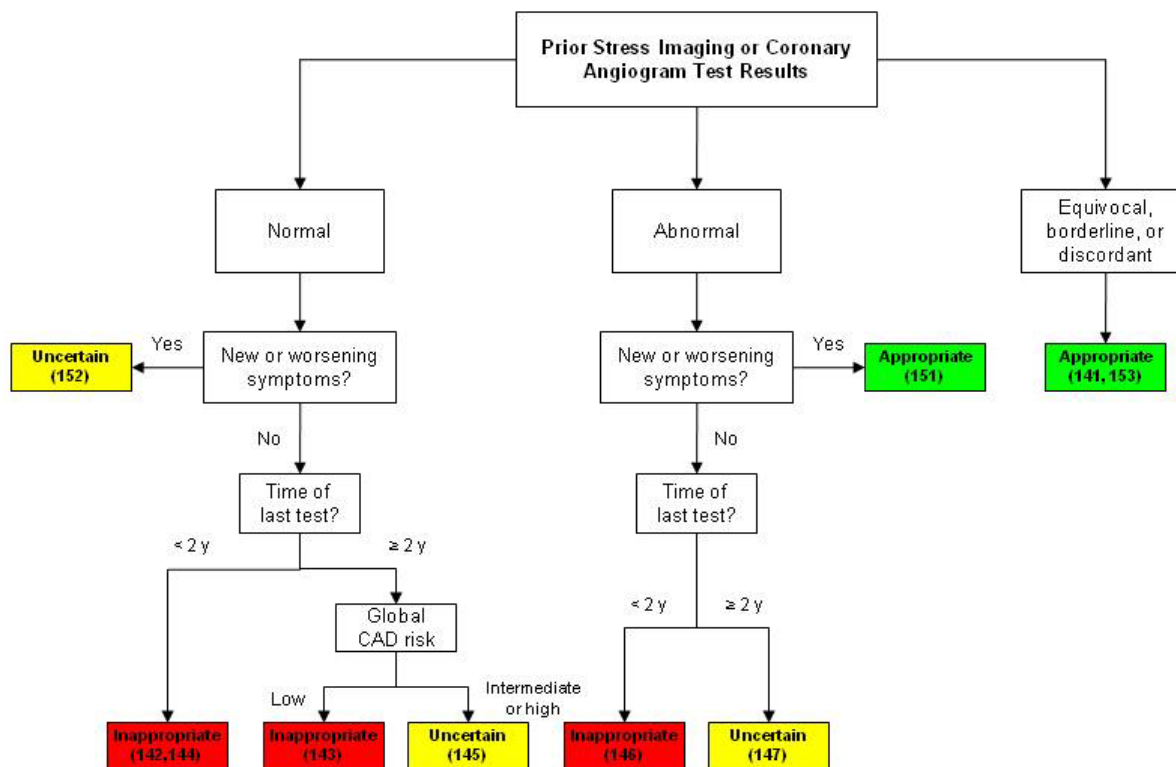 Prior Stress Imaging or Coronary
Angiogram Test Results
Normal
Abnormal
Equivocal,
borderline, or
discordant
Uncertain
(152)
Yes
New or worsening
symptoms?
New or worsening
symptoms?
Yes
Appropriate
(151)
Appropriate
(141, 153)
No
No
Time of
last test?
Time of
last test?
< 2 y
≥ 2 y
Global
CAD risk
< 2 y
≥ 2 y
Low
Intermediate
or high
Inappropriate
(142,144)
Inappropriate
(143)
Uncertain
(145)
Inappropriate
(146)
Uncertain
(147)